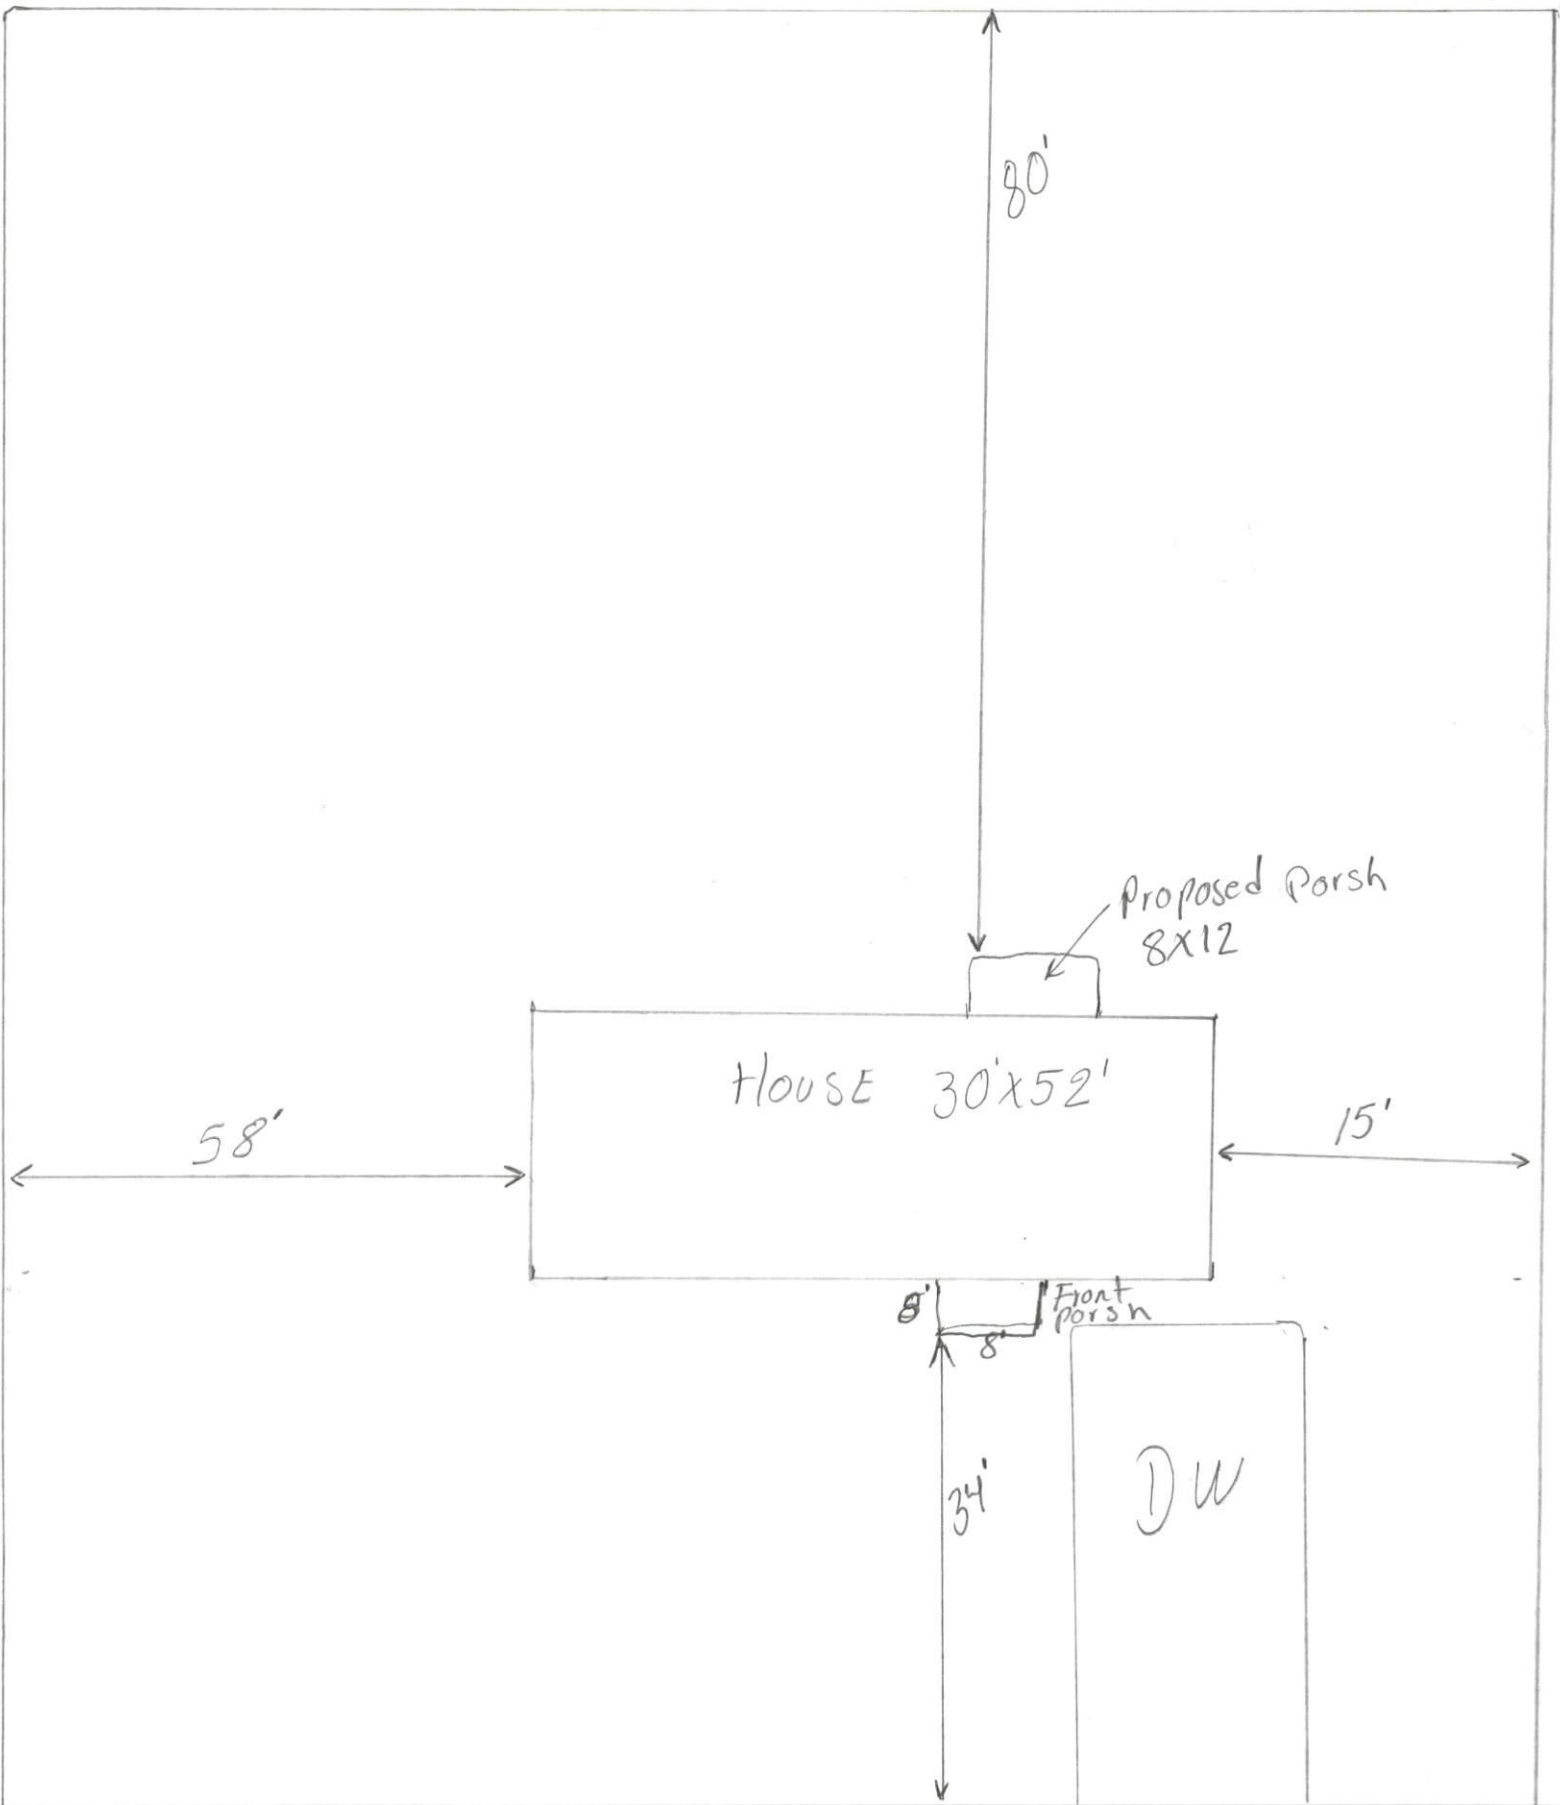 80'
Proposed Porsh
8x12
HOUSE 30'x52'
58'
15'
8'
Front
porsh
8'
34'
DW